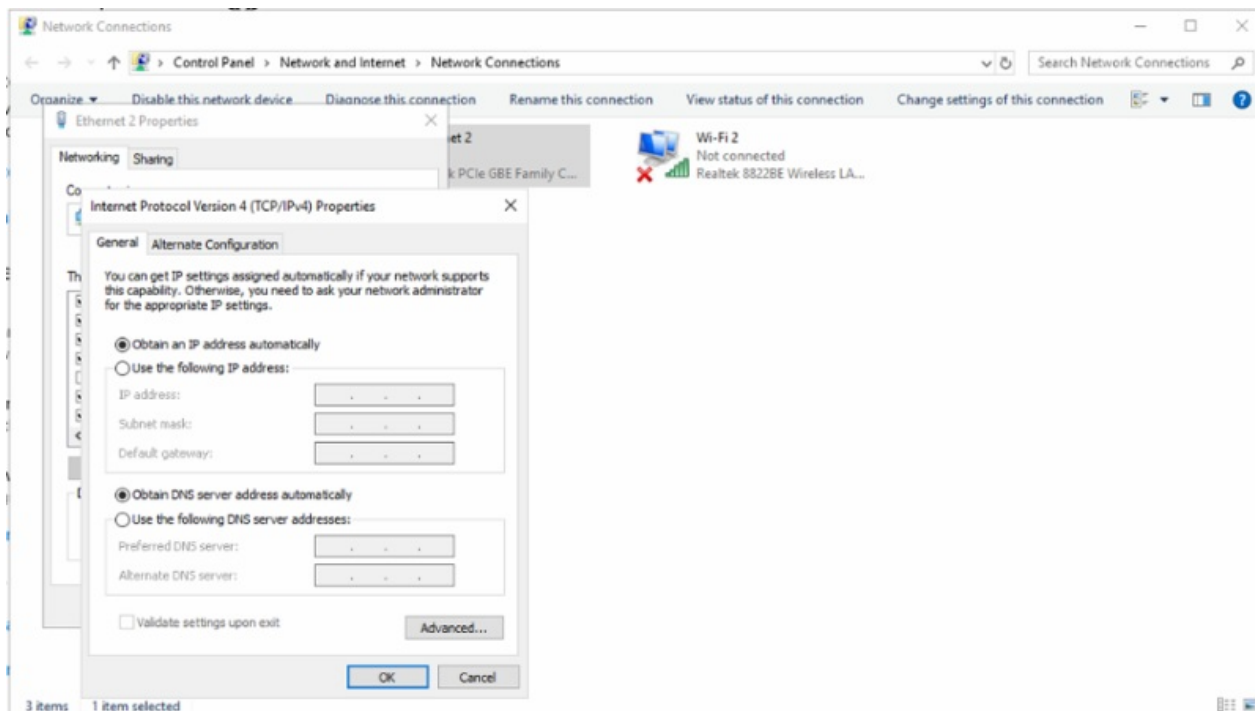 Network Connections
Control Panel > Network and Internet > Network Connections
Search Network Connections
Organize
Disable this network device
Diagnose this connection
Rename this connection
View status of this connection
Change settings of this connection
Ethernet 2 Properties
Networking
Sharing
et 2
k PCIe GBE Family C...
Wi-Fi 2
Not connected
Realtek 8822BE Wireless LA...
Co
Internet Protocol Version 4 (TCP/IPv4) Properties
General
Alternate Configuration
Th
You can get IP settings assigned automatically if your network supports
this capability. Otherwise, you need to ask your network administrator
for the appropriate IP settings.
Obtain an IP address automatically
Use the following IP address:
IP address:
Subnet mask:
Default gateway:
Obtain DNS server address automatically
Use the following DNS server addresses:
Preferred DNS server:
Alternate DNS server:
Validate settings upon exit
Advanced...
OK
Cancel
3 items
1 item selected